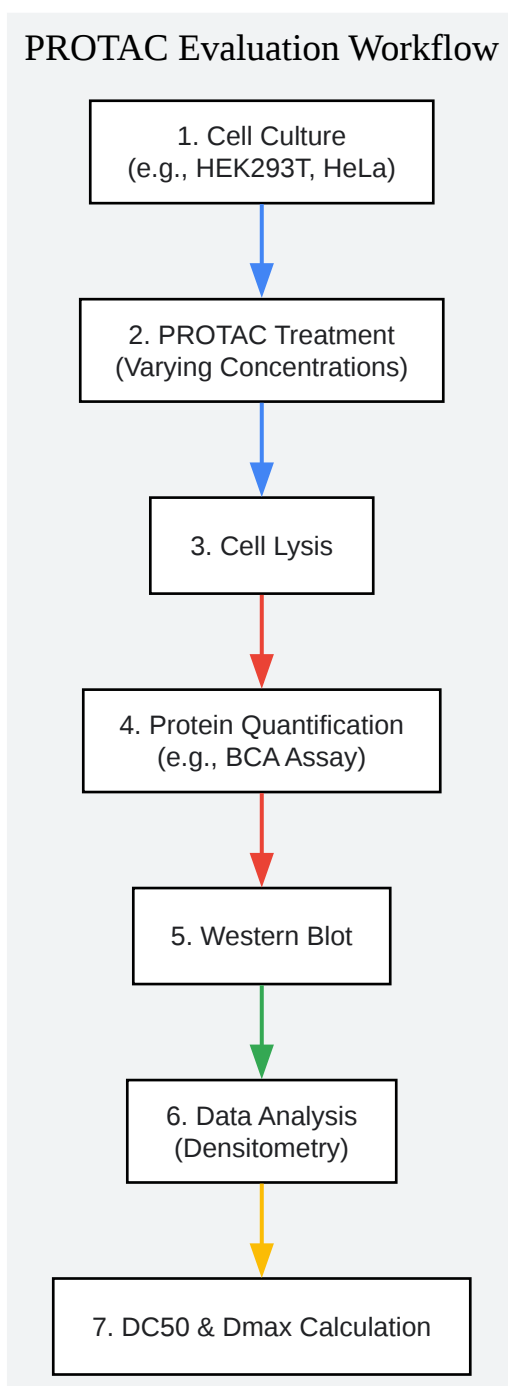 PROTAC Evaluation Workflow
1. Cell Culture
(e.g., HEK293T, HeLa)
2. PROTAC Treatment
(Varying Concentrations)
3. Cell Lysis
4. Protein Quantification
(e.g., BCA Assay)
5. Western Blot
6. Data Analysis
(Densitometry)
7. DC50 & Dmax Calculation